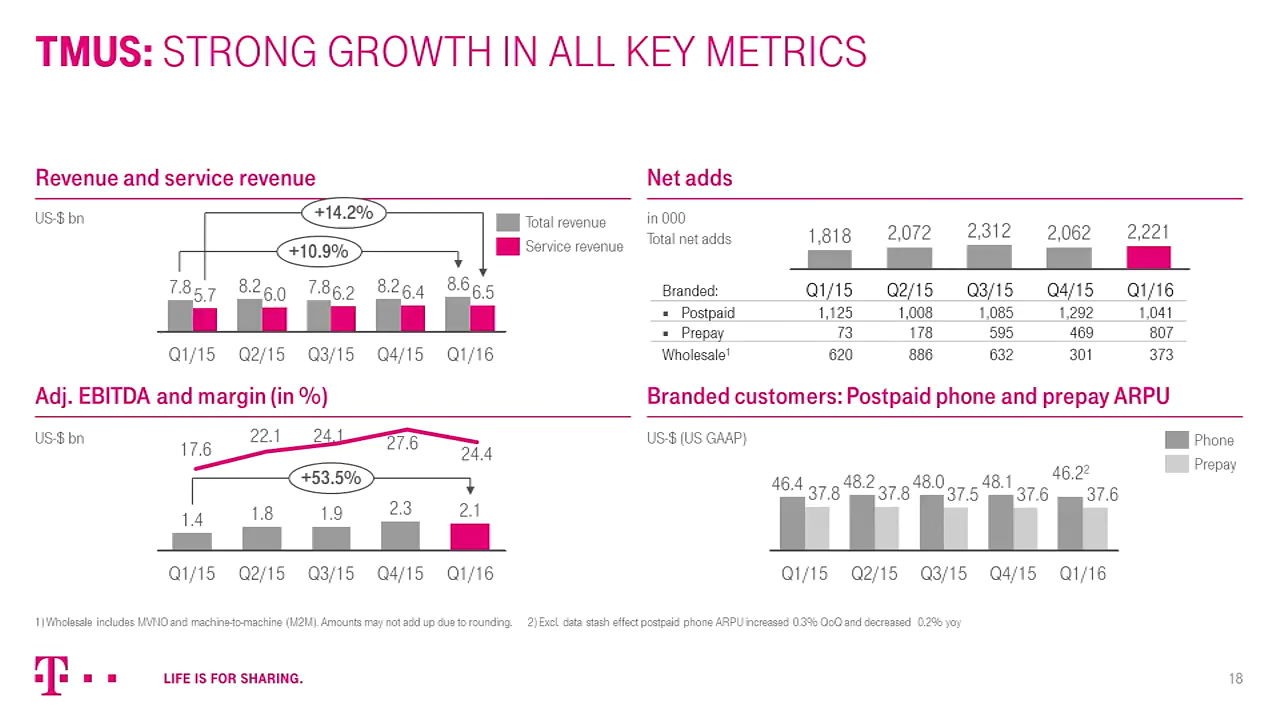 TMUS: STRONG GROWTH IN ALL KEY METRICS
Revenue and service revenue
US-$ bn
+14.2%
+10.9%
Total revenue
Service revenue
7.8 5.7 8.2 6.0 7.8 6.2 8.2 6.4 8.6 6.5
Q1/15 Q2/15 Q3/15 Q4/15 Q1/16
Net adds
in 000
Total net adds
1,818 2,072 2,312 2,062 2,221
Branded: Q1/15 Q2/15 Q3/15 Q4/15 Q1/16
▪ Postpaid 1,125 1,008 1,085 1,292 1,041
▪ Prepay 73 178 595 469 807
Wholesale¹ 620 886 632 301 373
Adj. EBITDA and margin (in %)
US-$ bn
17.6 22.1 24.1 27.6 24.4
+53.5%
1.4 1.8 1.9 2.3 2.1
Q1/15 Q2/15 Q3/15 Q4/15 Q1/16
Branded customers: Postpaid phone and prepay ARPU
US-$ (US GAAP)
Phone
Prepay
46.4 37.8 48.2 37.8 48.0 37.5 48.1 37.6 46.2² 37.6
Q1/15 Q2/15 Q3/15 Q4/15 Q1/16
1) Wholesale includes MVNO and machine-to-machine (M2M). Amounts may not add up due to rounding. 2) Excl. data stash effect postpaid phone ARPU increased 0.3% QoQ and decreased 0.2% yoy
T
LIFE IS FOR SHARING.
18